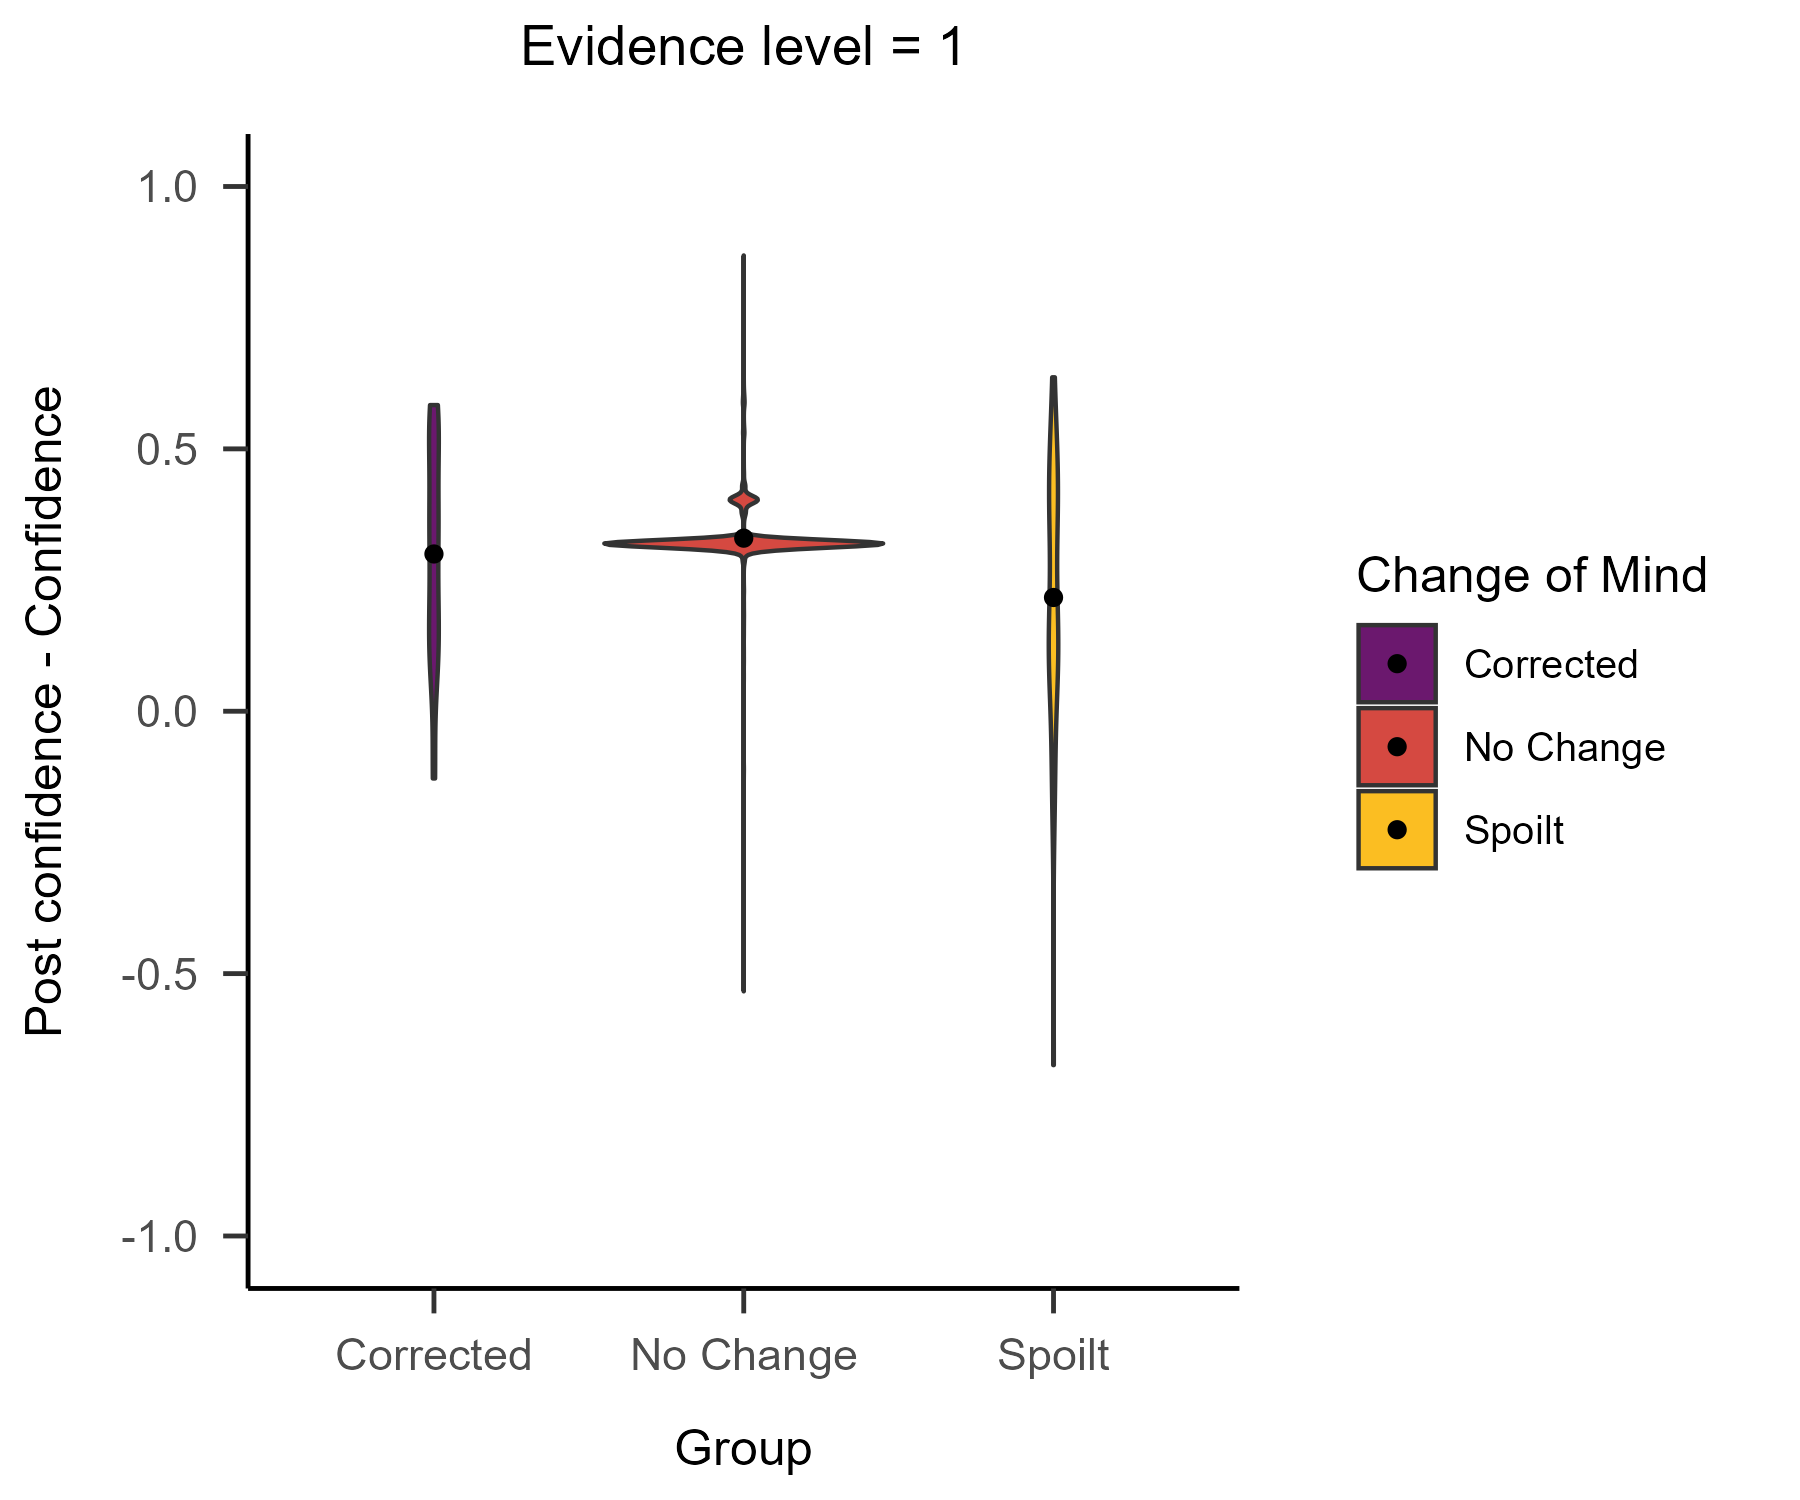 Evidence level = 1
1.0
0.5
0.0
-0.5
-1.0
Post confidence - Confidence
Corrected
No Change
Spoilt
Group
Change of Mind
Corrected
No Change
Spoilt